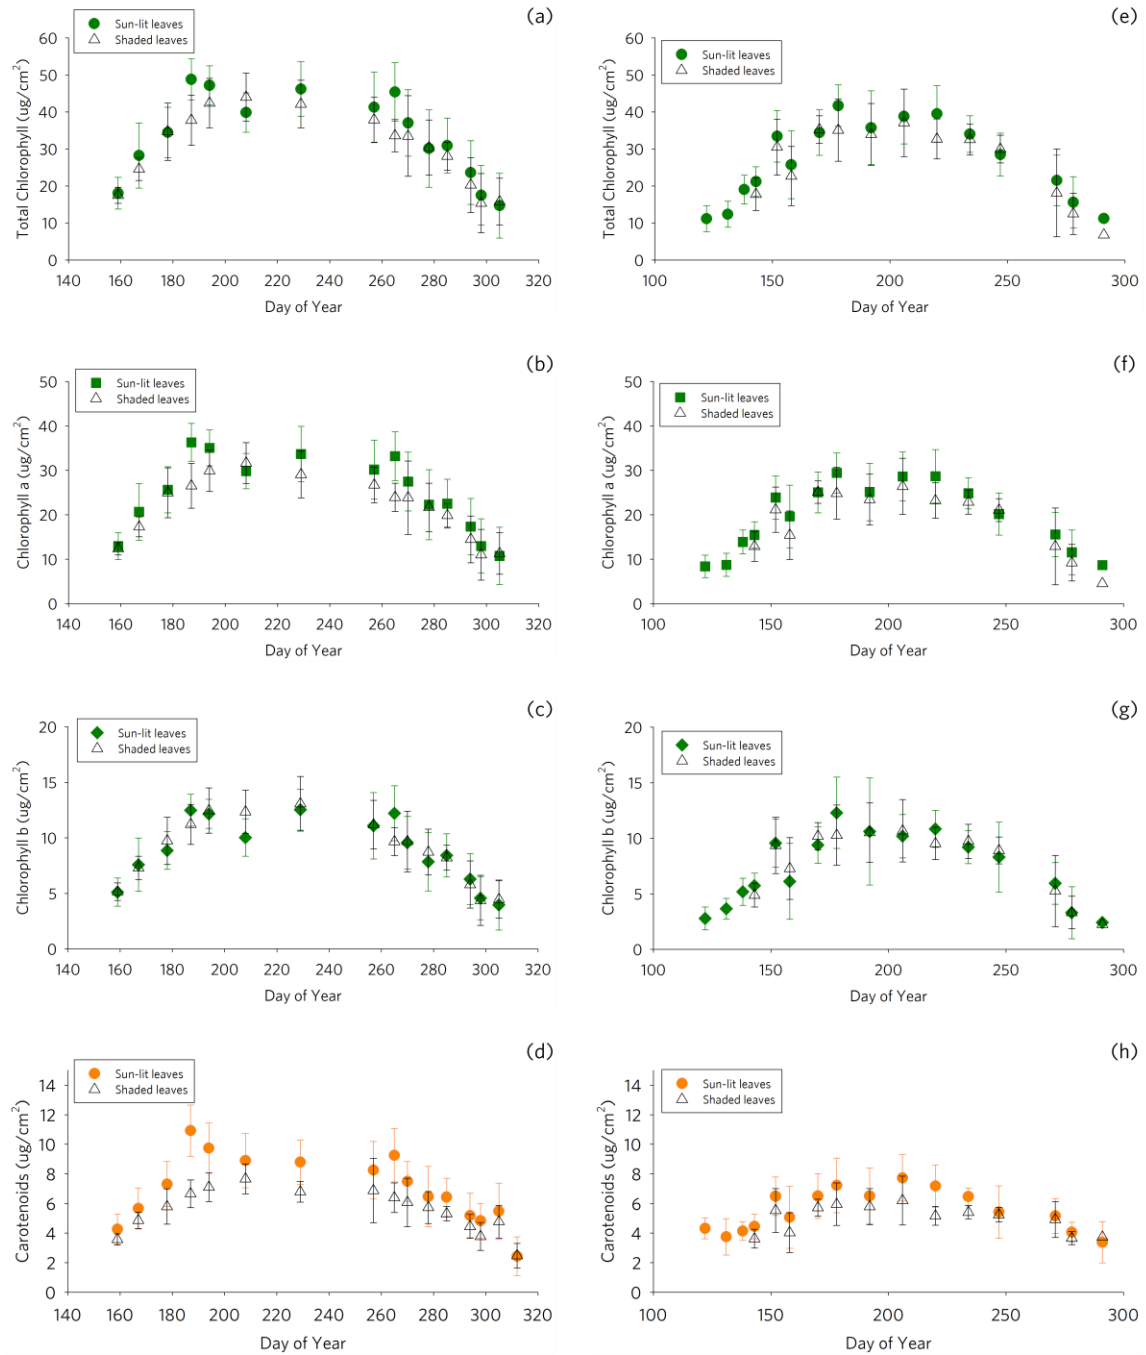 (a)
Sun-lit leaves
Shaded leaves
Total Chlorophyll (ug/cm²)
60
50
40
30
20
10
0
140 160 180 200 220 240 260 280 300 320
Day of Year
(e)
Sun-lit leaves
Shaded leaves
Total Chlorophyll (ug/cm²)
60
50
40
30
20
10
0
100 150 200 250 300
Day of Year
(b)
Sun-lit leaves
Shaded leaves
Chlorophyll a (ug/cm²)
50
40
30
20
10
0
140 160 180 200 220 240 260 280 300 320
Day of Year
(f)
Sun-lit leaves
Shaded leaves
Chlorophyll a (ug/cm²)
50
40
30
20
10
0
100 150 200 250 300
Day of Year
(c)
Sun-lit leaves
Shaded leaves
Chlorophyll b (ug/cm²)
20
15
10
5
0
140 160 180 200 220 240 260 280 300 320
Day of Year
(g)
Sun-lit leaves
Shaded leaves
Chlorophyll b (ug/cm²)
20
15
10
5
0
100 150 200 250 300
Day of Year
(d)
Sun-lit leaves
Shaded leaves
Carotenoids (ug/cm²)
14
12
10
8
6
4
2
0
140 160 180 200 220 240 260 280 300 320
Day of Year
(h)
Sun-lit leaves
Shaded leaves
Carotenoids (ug/cm²)
14
12
10
8
6
4
2
0
100 150 200 250 300
Day of Year